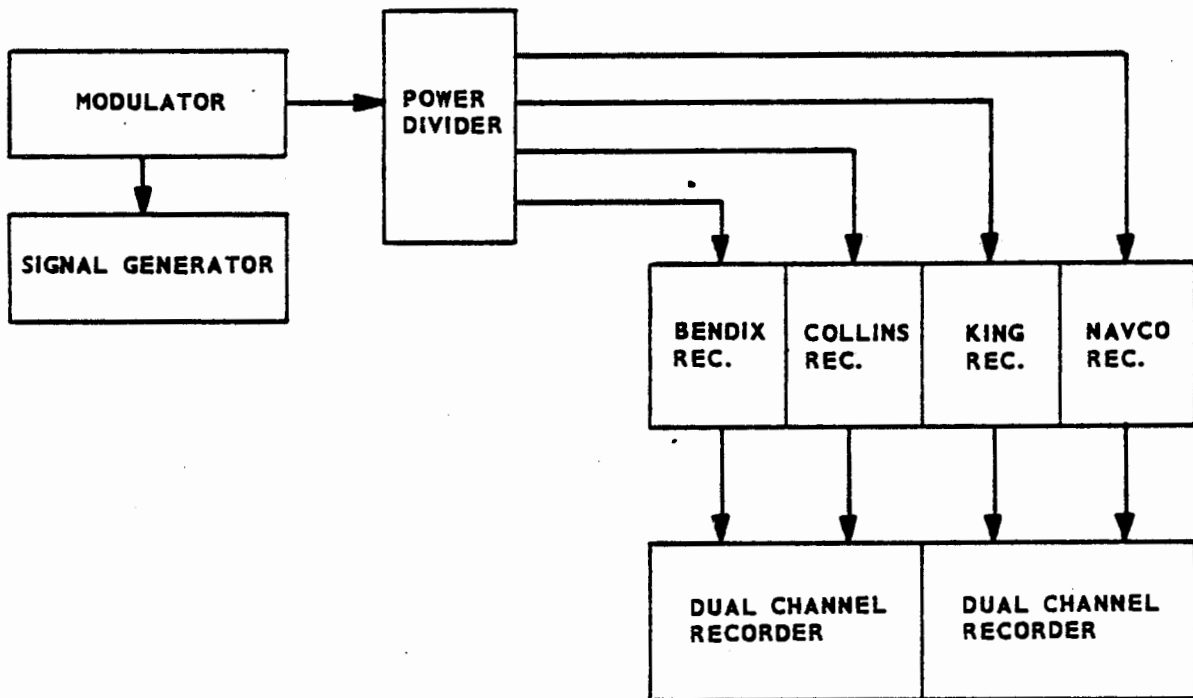 MODULATOR
POWER
DIVIDER
SIGNAL GENERATOR
BENDIX
REC.
COLLINS
REC.
KING
REC.
NAVCO
REC.
DUAL CHANNEL
RECORDER
DUAL CHANNEL
RECORDER